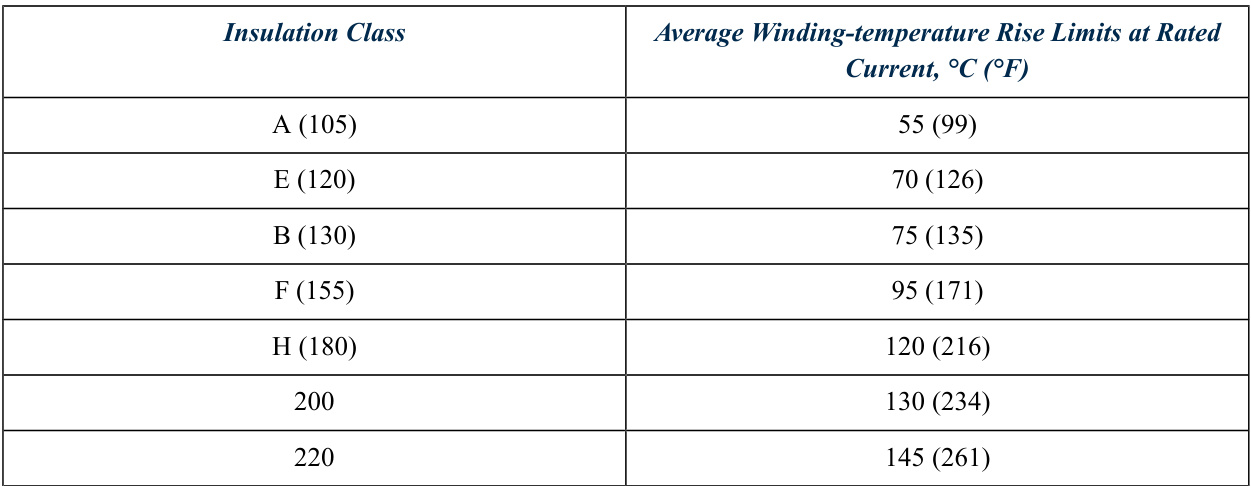 Insulation Class
Average Winding-temperature Rise Limits at Rated
Current, °C (°F)
A (105)
55 (99)
E (120)
70 (126)
B (130)
75 (135)
F (155)
95 (171)
H (180)
120 (216)
200
130 (234)
220
145 (261)